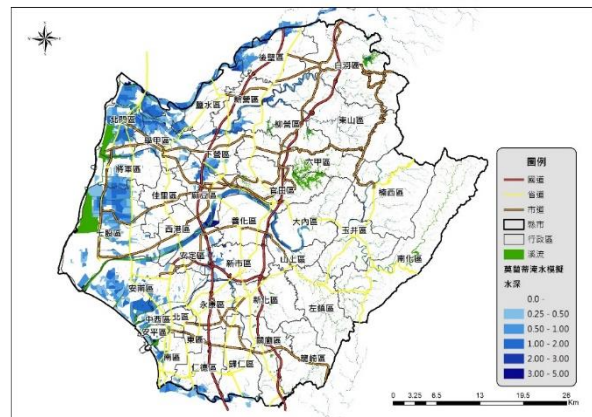 後壁區
白河區
鹽水區
新營區
北門區
東山區
柳營區
學甲區
下營區
六甲區
將軍區
官田區
佳里區
麻豆區
楠西區
七股區
西港區
善化區
大內區
玉井區
安定區
山上區
南化區
新市區
安南區
左鎮區
永康區
新化區
中西區
北區
安平區
東區
關廟區
龍崎區
南區
仁德區
歸仁區
圖例
國道
省道
市道
縣市
行政區
溪流
莫蘭蒂淹水模擬
水深
0.0 -
0.25 - 0.50
0.50 - 1.00
1.00 - 2.00
2.00 - 3.00
3.00 - 5.00
0 3.25 6.5 13 19.5 26
Km